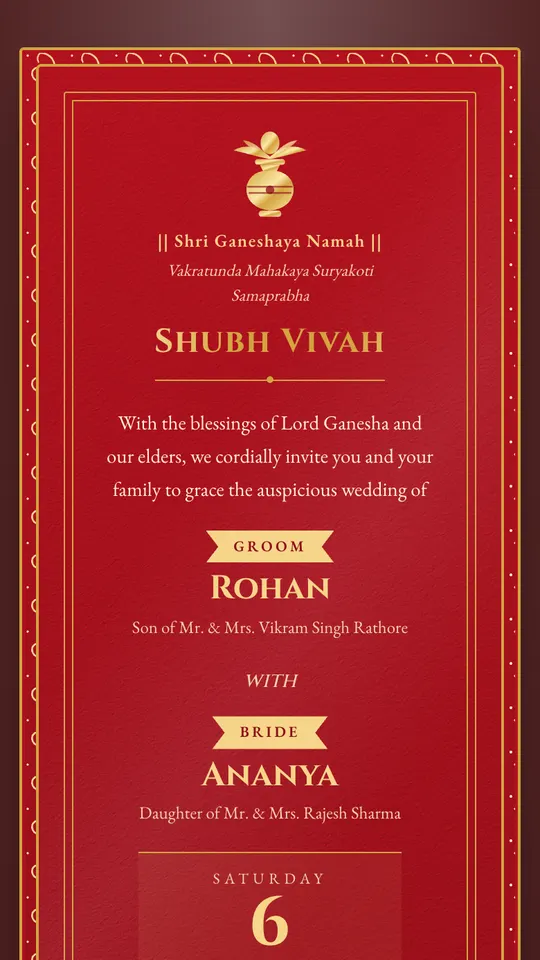 || Shri Ganeshaya Namah ||
Vakratunda Mahakaya Suryakoti
Samaprabha
Shubh Vivah
With the blessings of Lord Ganesha and
our elders, we cordially invite you and your
family to grace the auspicious wedding of
GROOM
Rohan
Son of Mr. & Mrs. Vikram Singh Rathore
WITH
BRIDE
Ananya
Daughter of Mr. & Mrs. Rajesh Sharma
SATURDAY
6